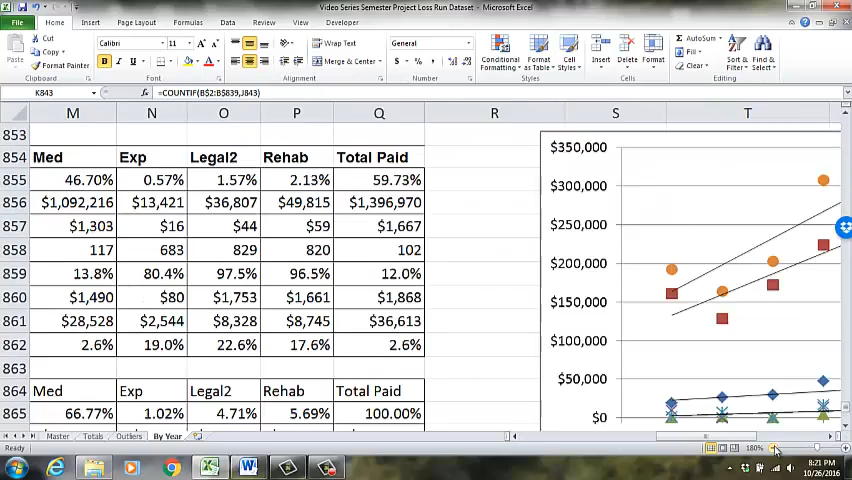 Video Series Semester Project Loss Run Dataset - Microsoft Excel
File Home Insert Page Layout Formulas Data Review View Developer
Cut Calibri 11 Wrap Text General AutoSum
Copy Fill
Paste Format Painter B I U Merge & Center $ % , Conditional Formatting Format as Table Cell Styles Insert Delete Format Clear Sort & Filter Find & Select
Clipboard Font Alignment Number Styles Cells Editing
K843 fx =COUNTIF(B$2:B$839,J843)
M N O P Q R S T
853
854 Med Exp Legal2 Rehab Total Paid $350,000
855 46.70% 0.57% 1.57% 2.13% 59.73%
856 $1,092,216 $13,421 $36,807 $49,815 $1,396,970 $300,000
857 $1,303 $16 $44 $59 $1,667 $250,000
858 117 683 829 820 102
859 13.8% 80.4% 97.5% 96.5% 12.0% $200,000
860 $1,490 $80 $1,753 $1,661 $1,868 $150,000
861 $28,528 $2,544 $8,328 $8,745 $36,613
862 2.6% 19.0% 22.6% 17.6% 2.6% $100,000
863
864 Med Exp Legal2 Rehab Total Paid $50,000
865 66.77% 1.02% 4.71% 5.69% 100.00% $0
Master Totals Outliers By Year
Ready 180%
8:21 PM
10/26/2016